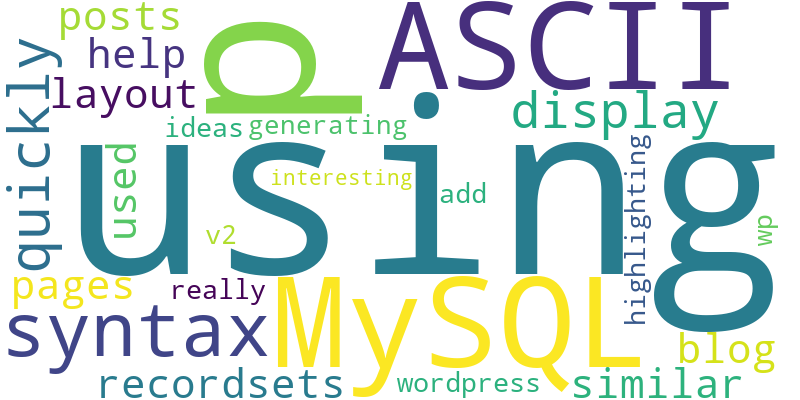 posts
help
layout
quickly
p
ASCII
display
ideas
generating
using
used
interesting
add
highlighting
wp
v2
pages
really
syntax
MySQL
blog
recordsets
wordpress
similar